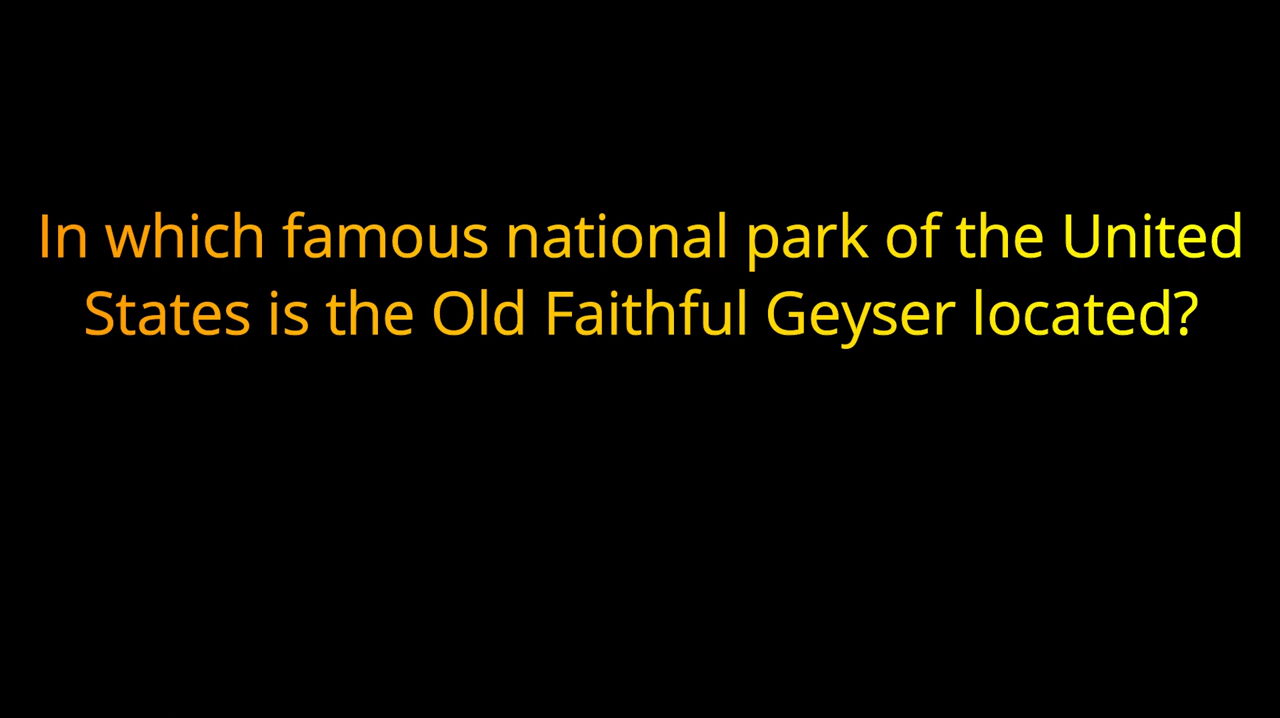 In which famous national park of the United
States is the Old Faithful Geyser located?